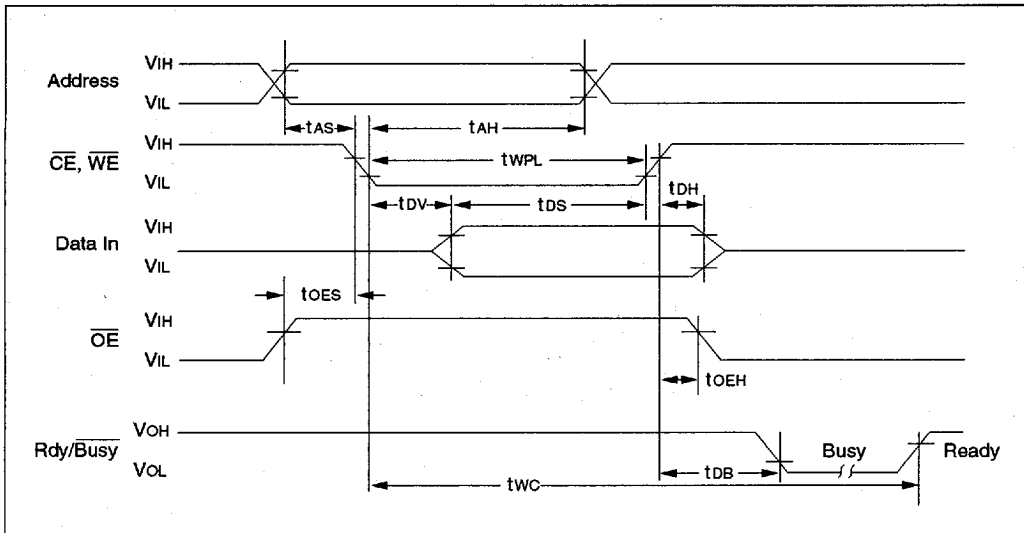 VIH
Address
VIL
tAS
tAH
VIH
CE, WE
tWPL
VIL
tDH
tDV
tDS
VIH
Data In
VIL
tOES
VIH
OE
VIL
tOEH
VOH
Rdy/Busy
Busy
Ready
VOL
tDB
tWC